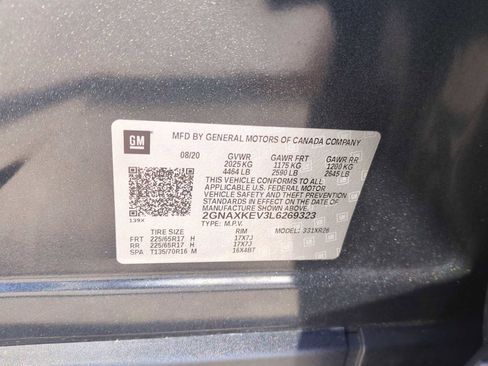 GM
MFD BY GENERAL MOTORS OF CANADA COMPANY
08/20 GVWR GAWR FRT GAWR RR
2025 KG 1175 KG 1200 KG
4464 LB 2590 LB 2645 LB
THIS VEHICLE CONFORMS TO ALL
APPLICABLE U.S. FEDERAL MOTOR
VEHICLE SAFETY AND THEFT PREVENTION
STANDARDS IN EFFECT ON THE DATE
OF MANUFACTURE SHOWN ABOVE.
139X 2GNAXKEV3L6269323
TYPE: M.P.V. MODEL: 331XR26
TIRE SIZE RIM
FRT 225/65R17 H 17X7J
RR 225/65R17 H 17X7J
SPA T135/70R16 M 16X4B7